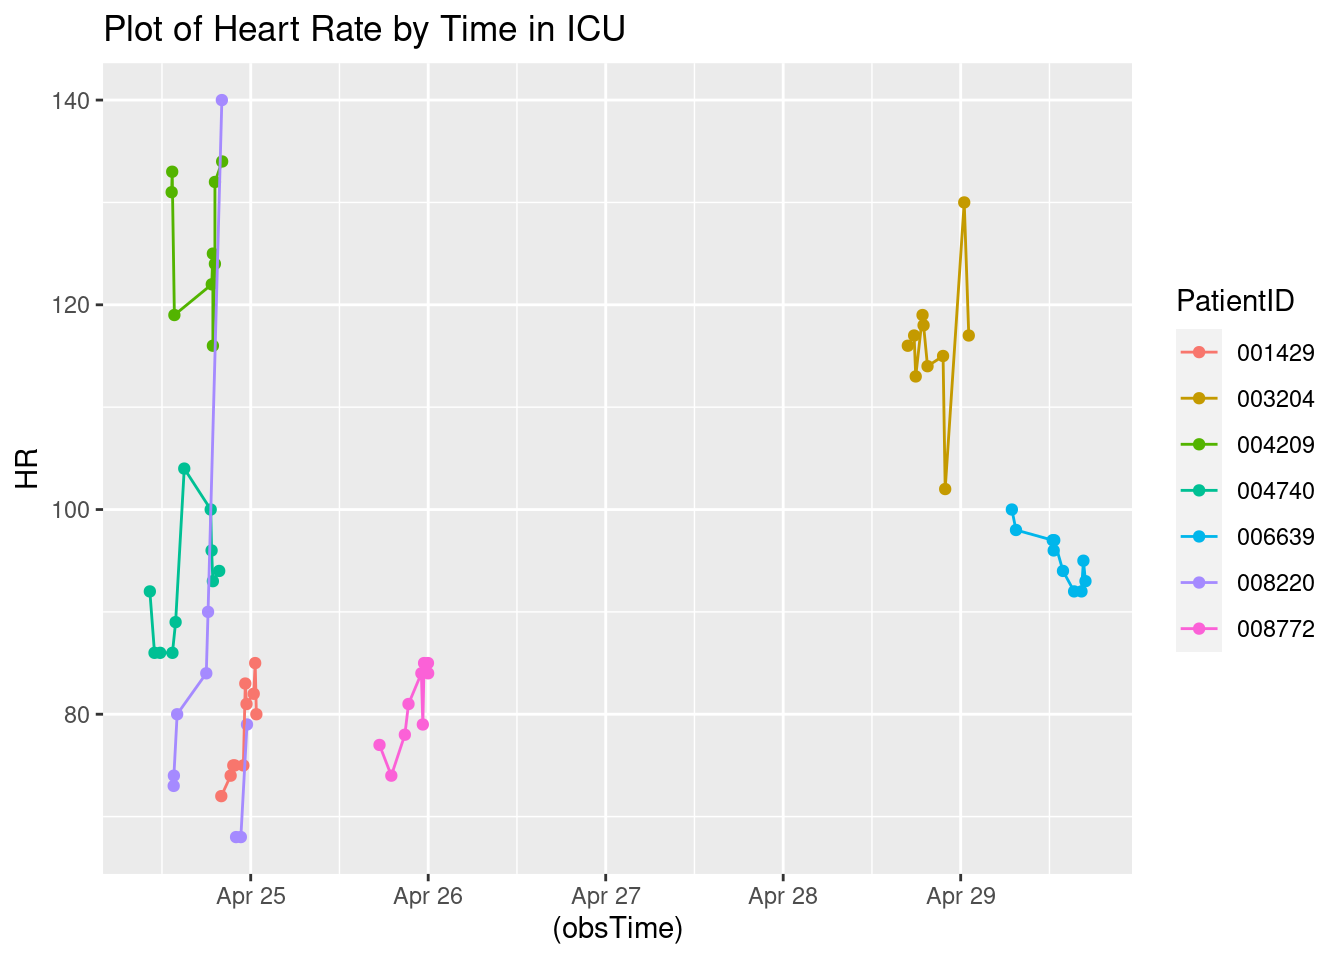 Plot of Heart Rate by Time in ICU
140
120
100
80
HR
Apr 25
Apr 26
Apr 27
Apr 28
Apr 29
(obsTime)
PatientID
001429
003204
004209
004740
006639
008220
008772